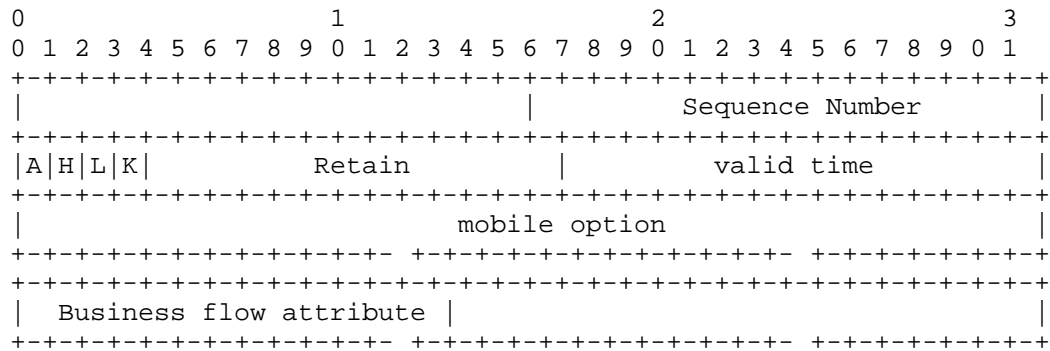 0                   1                   2                     3
0 1 2 3 4 5 6 7 8 9 0 1 2 3 4 5 6 7 8 9 0 1 2 3 4 5 6 7 8 9 0 1
+-+-+-+-+-+-+-+-+-+-+-+-+-+-+-+-+-+-+-+-+-+-+-+-+-+-+-+-+-+-+-+-+
|                               |         Sequence Number       |
+-+-+-+-+-+-+-+-+-+-+-+-+-+-+-+-+-+-+-+-+-+-+-+-+-+-+-+-+-+-+-+-+
|A|H|L|K|          Retain         |         valid time          |
+-+-+-+-+-+-+-+-+-+-+-+-+-+-+-+-+-+-+-+-+-+-+-+-+-+-+-+-+-+-+-+-+
|                           mobile option                       |
+-+-+-+-+-+-+-+-+-+-+-+- +-+-+-+-+-+-+-+-+-+-+-+- +-+-+-+-+-+-+-+
+-+-+-+-+-+-+-+-+-+-+-+-+-+-+-+-+-+-+-+-+-+-+-+-+-+-+-+-+-+-+-+-+
|  Business flow attribute |                                    |
+-+-+-+-+-+-+-+-+-+-+-+- +-+-+-+-+-+-+-+-+-+-+-+- +-+-+-+-+-+-+-+